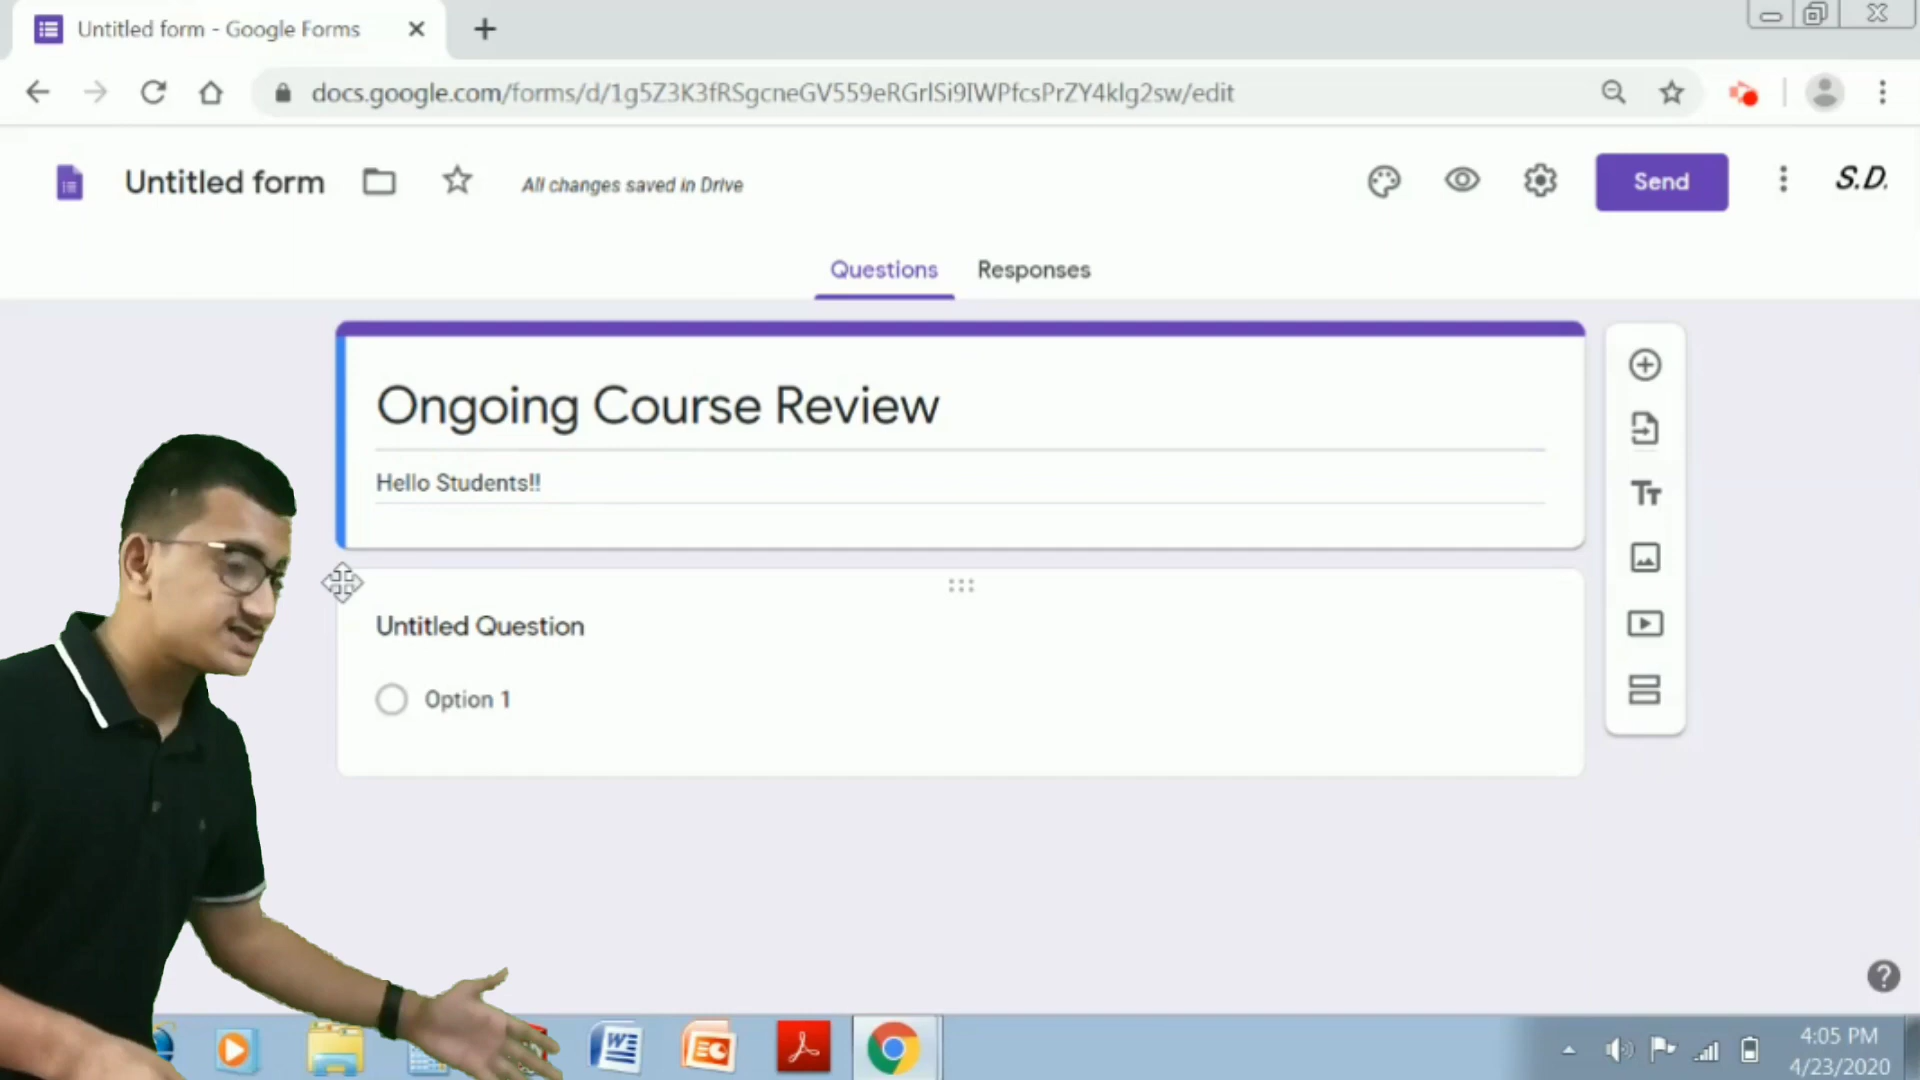 Untitled form - Google Forms
docs.google.com/forms/d/1g5Z3K3fRSgcneGV559eRGrlSi9IWPfcsPrZY4klg2sw/edit
Untitled form
All changes saved in Drive
Send
S.D.
Questions
Responses
Ongoing Course Review
Hello Students!!
Untitled Question
Option 1
4:05 PM
4/23/2020